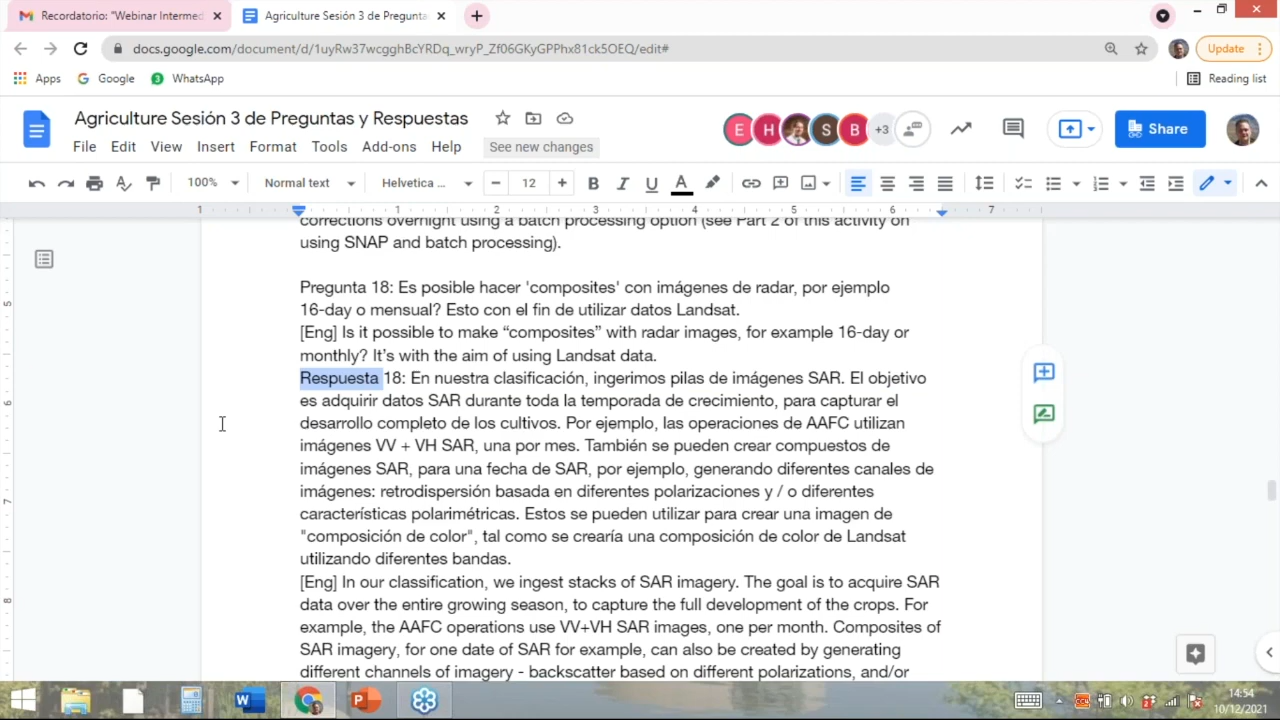 Recordatorio: "Webinar Intermed
Agriculture Sesión 3 de Pregunta
docs.google.com/document/d/1uyRw37wcgghBcYRDq_wryP_Zf06GKyGPPhx81ck5OEQ/edit#
Update
Apps
Google
3
WhatsApp
Reading list
Agriculture Sesión 3 de Preguntas y Respuestas
E H S B +3
Share
File Edit View Insert Format Tools Add-ons Help See new changes
100% Normal text Helvetica ... 12 B I U A
1 1 2 3 4 5 6 7
corrections overnight using a batch processing option (see Part 2 of this activity on
using SNAP and batch processing).
Pregunta 18: Es posible hacer 'composites' con imágenes de radar, por ejemplo
16-day o mensual? Esto con el fin de utilizar datos Landsat.
[Eng] Is it possible to make “composites” with radar images, for example 16-day or
monthly? It’s with the aim of using Landsat data.
Respuesta 18: En nuestra clasificación, ingerimos pilas de imágenes SAR. El objetivo
es adquirir datos SAR durante toda la temporada de crecimiento, para capturar el
desarrollo completo de los cultivos. Por ejemplo, las operaciones de AAFC utilizan
imágenes VV + VH SAR, una por mes. También se pueden crear compuestos de
imágenes SAR, para una fecha de SAR, por ejemplo, generando diferentes canales de
imágenes: retrodispersión basada en diferentes polarizaciones y / o diferentes
características polarimétricas. Estos se pueden utilizar para crear una imagen de
"composición de color", tal como se crearía una composición de color de Landsat
utilizando diferentes bandas.
[Eng] In our classification, we ingest stacks of SAR imagery. The goal is to acquire SAR
data over the entire growing season, to capture the full development of the crops. For
example, the AAFC operations use VV+VH SAR images, one per month. Composites of
SAR imagery, for one date of SAR for example, can also be created by generating
different channels of imagery - backscatter based on different polarizations, and/or
5
6
7
8
14:54
10/12/2021